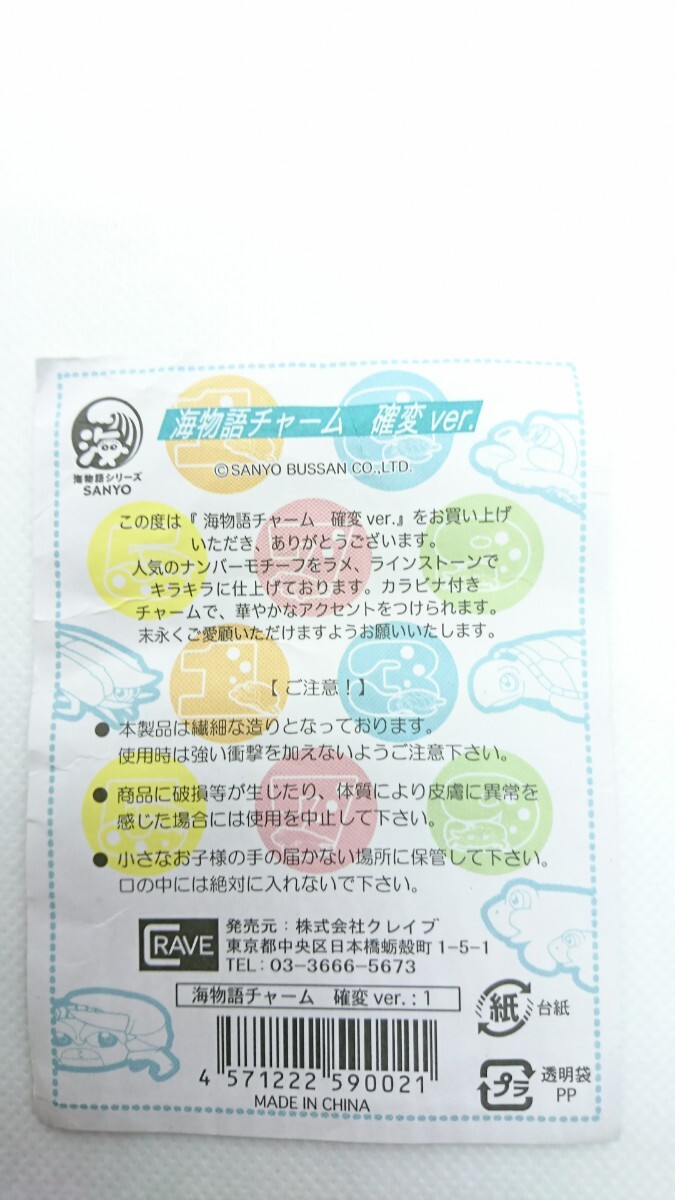 海
海物語シリーズ
SANYO
海物語チャーム 確変 ver.
©SANYO BUSSAN CO.,LTD.
この度は『 海物語チャーム 確変 ver.』をお買い上げ
いただき、ありがとうございます。
人気のナンバーモチーフをラメ、ラインストーンで
キラキラに仕上げております。カラビナ付き
チャームで、華やかなアクセントをつけられます。
末永くご愛顧いただけますようお願いいたします。
【 ご注意！】
● 本製品は繊細な造りとなっております。
使用時は強い衝撃を加えないようご注意下さい。
● 商品に破損等が生じたり、体質により皮膚に異常を
感じた場合には使用を中止して下さい。
● 小さなお子様の手の届かない場所に保管して下さい。
口の中には絶対に入れないで下さい。
CRAVE
発売元：株式会社クレイブ
東京都中央区日本橋蛎殻町 1-5-1
TEL：03-3666-5673
海物語チャーム 確変 ver.：1
紙 台紙
4 571222 590021
プラ 透明袋
PP
MADE IN CHINA